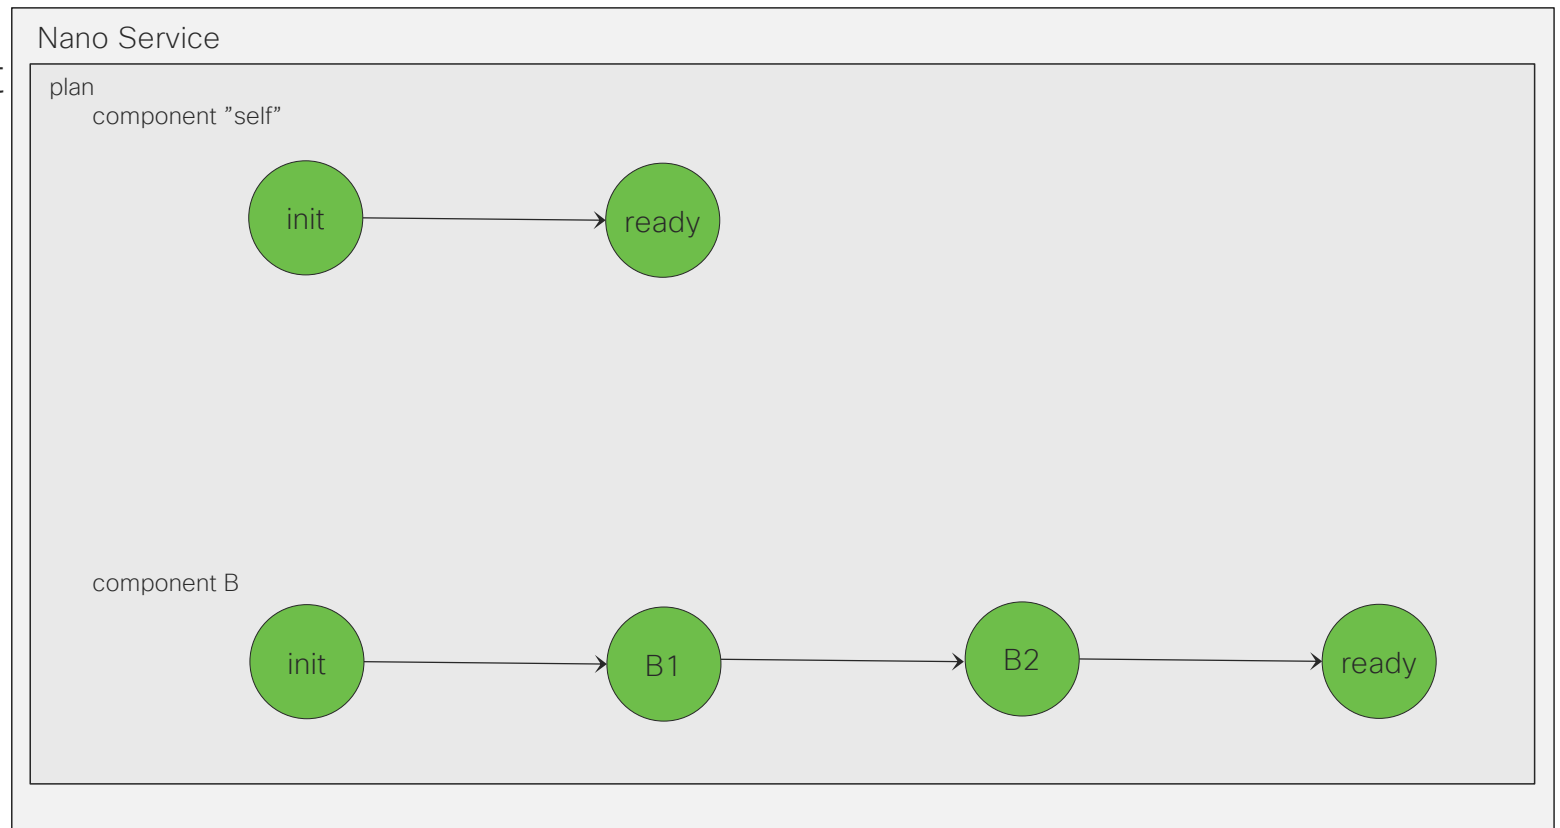 Nano Service
t
plan
component ”self”
init
ready
component B
init
B1
B2
ready